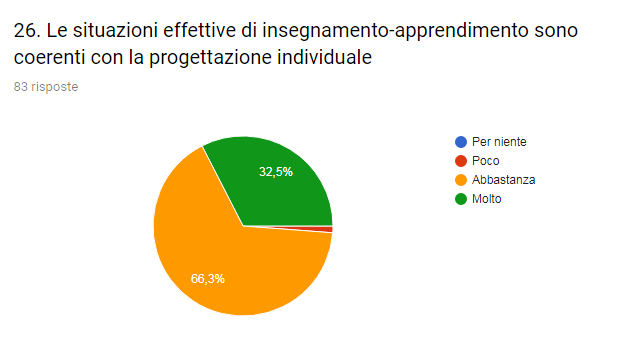 26. Le situazioni effettive di insegnamento-apprendimento sono
coerenti con la progettazione individuale
83 risposte
Per niente
Poco
Abbastanza
Molto
32,5%
66,3%